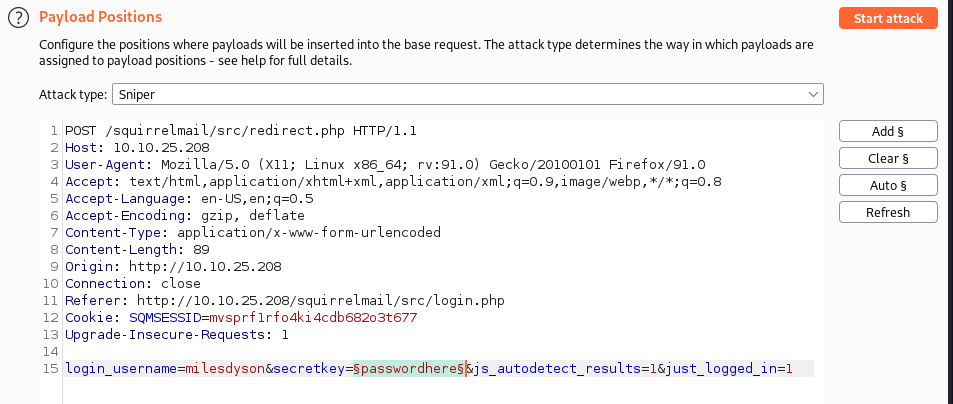 ? Payload Positions
Start attack
Configure the positions where payloads will be inserted into the base request. The attack type determines the way in which payloads are
assigned to payload positions - see help for full details.
Attack type: Sniper
1 POST /squirrelmail/src/redirect.php HTTP/1.1
2 Host: 10.10.25.208
3 User-Agent: Mozilla/5.0 (X11; Linux x86_64; rv:91.0) Gecko/20100101 Firefox/91.0
4 Accept: text/html,application/xhtml+xml,application/xml;q=0.9,image/webp,*/*;q=0.8
5 Accept-Language: en-US,en;q=0.5
6 Accept-Encoding: gzip, deflate
7 Content-Type: application/x-www-form-urlencoded
8 Content-Length: 89
9 Origin: http://10.10.25.208
10 Connection: close
11 Referer: http://10.10.25.208/squirrelmail/src/login.php
12 Cookie: SQMSESSID=mvsprf1rfo4ki4cdb682o3t677
13 Upgrade-Insecure-Requests: 1
14
15 login_username=milesdyson&secretkey=§passwordhere§&js_autodetect_results=1&just_logged_in=1
Add §
Clear §
Auto §
Refresh